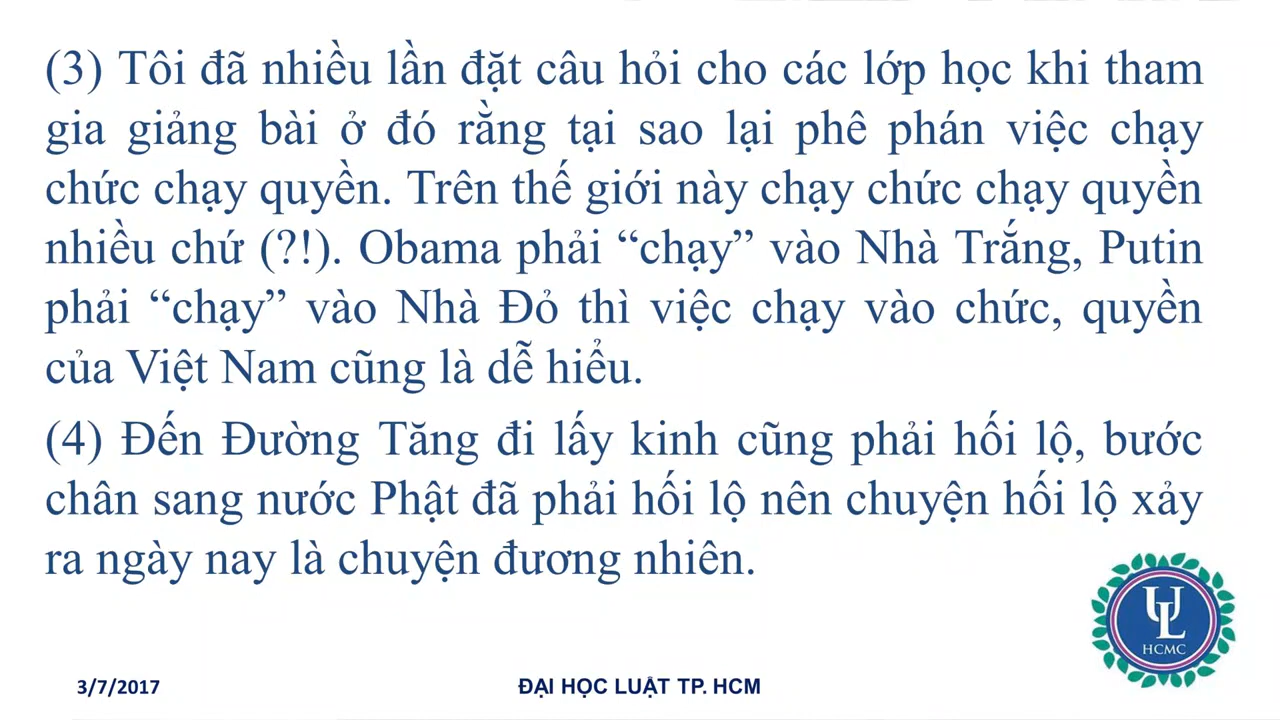 (3) Tôi đã nhiều lần đặt câu hỏi cho các lớp học khi tham
gia giảng bài ở đó rằng tại sao lại phê phán việc chạy
chức chạy quyền. Trên thế giới này chạy chức chạy quyền
nhiều chứ (?!). Obama phải “chạy” vào Nhà Trắng, Putin
phải “chạy” vào Nhà Đỏ thì việc chạy vào chức, quyền
của Việt Nam cũng là dễ hiểu.
(4) Đến Đường Tăng đi lấy kinh cũng phải hối lộ, bước
chân sang nước Phật đã phải hối lộ nên chuyện hối lộ xảy
ra ngày nay là chuyện đương nhiên.
UL
HCMC
3/7/2017
ĐẠI HỌC LUẬT TP. HCM